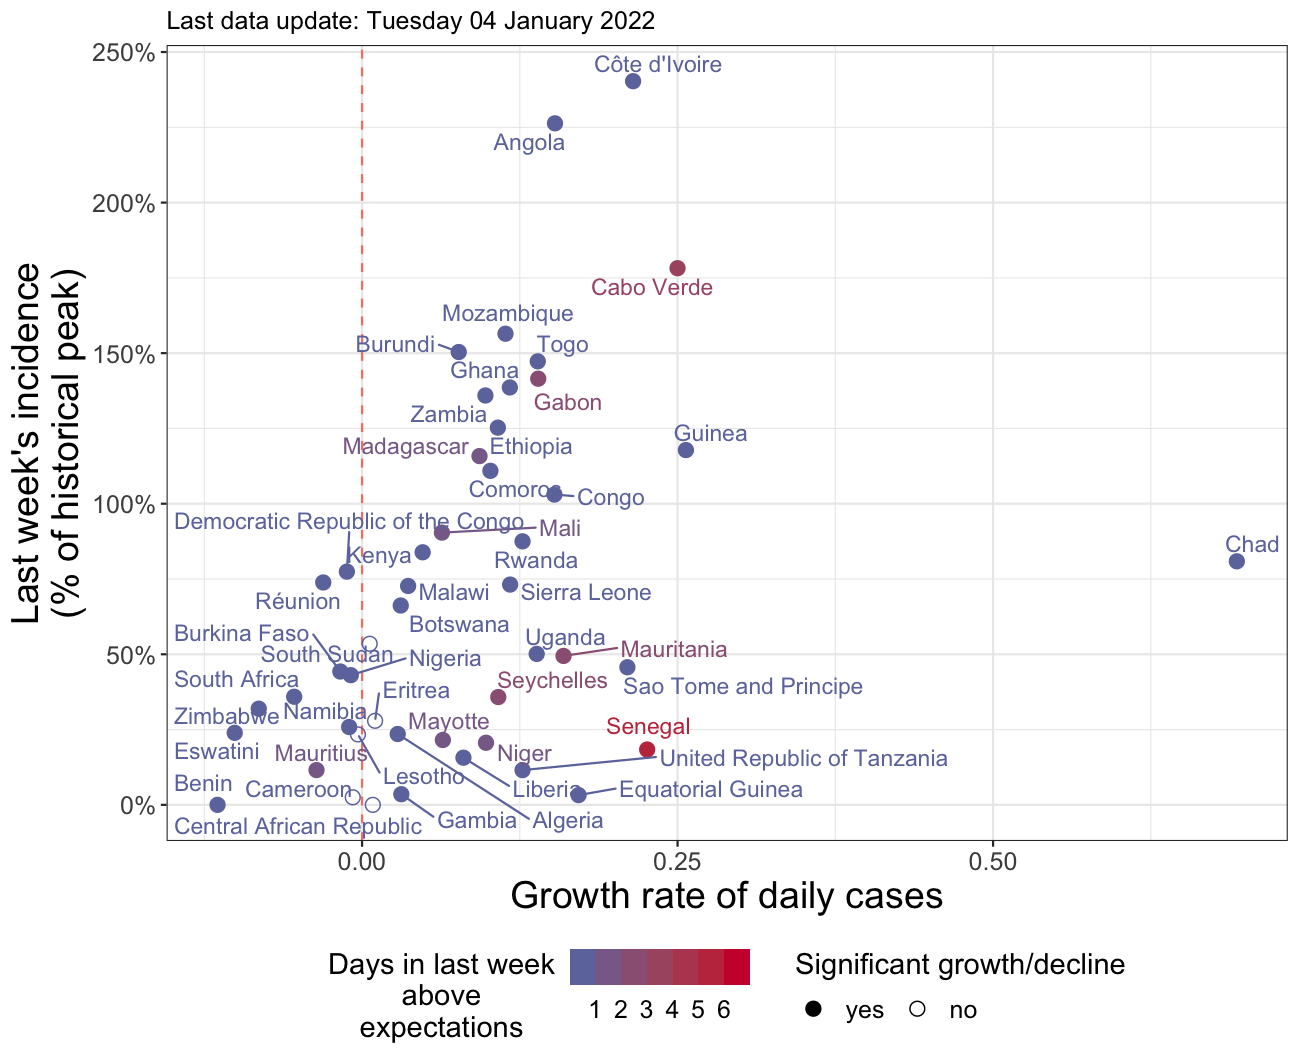 Last data update: Tuesday 04 January 2022
250%
Côte d'Ivoire
Angola
200%
Cabo Verde
Mozambique
150%
Burundi
Togo
Ghana
Gabon
Zambia
Guinea
Madagascar
Ethiopia
Comoros
Congo
100%
Democratic Republic of the Congo
Mali
Kenya
Rwanda
Chad
Réunion
Malawi
Sierra Leone
Botswana
Burkina Faso
Uganda
50%
South Sudan
Nigeria
Mauritania
South Africa
Eritrea
Seychelles
Sao Tome and Principe
Zimbabwe
Namibia
Mayotte
Senegal
Eswatini
Mauritius
Niger
United Republic of Tanzania
Benin
Cameroon
Lesotho
Liberia
Equatorial Guinea
0%
Central African Republic
Gambia
Algeria
Last week's incidence
(% of historical peak)
0.00
0.25
0.50
Growth rate of daily cases
Days in last week
above
expectations
1 2 3 4 5 6
Significant growth/decline
yes
no